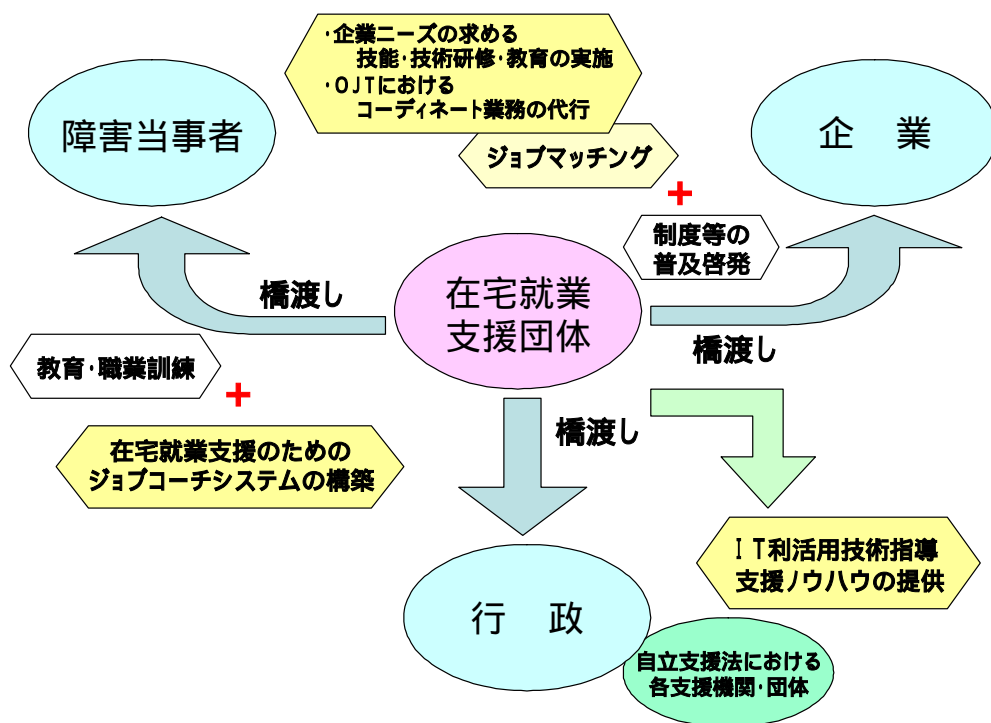 ・企業ニーズの求める
技能・技術研修・教育の実施
・OJTにおける
コーディネート業務の代行
ジョブマッチング
+
障害当事者
企　業
制度等の
普及啓発
在宅就業
支援団体
橋渡し
橋渡し
教育・職業訓練
+
在宅就業支援のための
ジョブコーチシステムの構築
橋渡し
IT利活用技術指導
支援ノウハウの提供
行　政
自立支援法における
各支援機関・団体